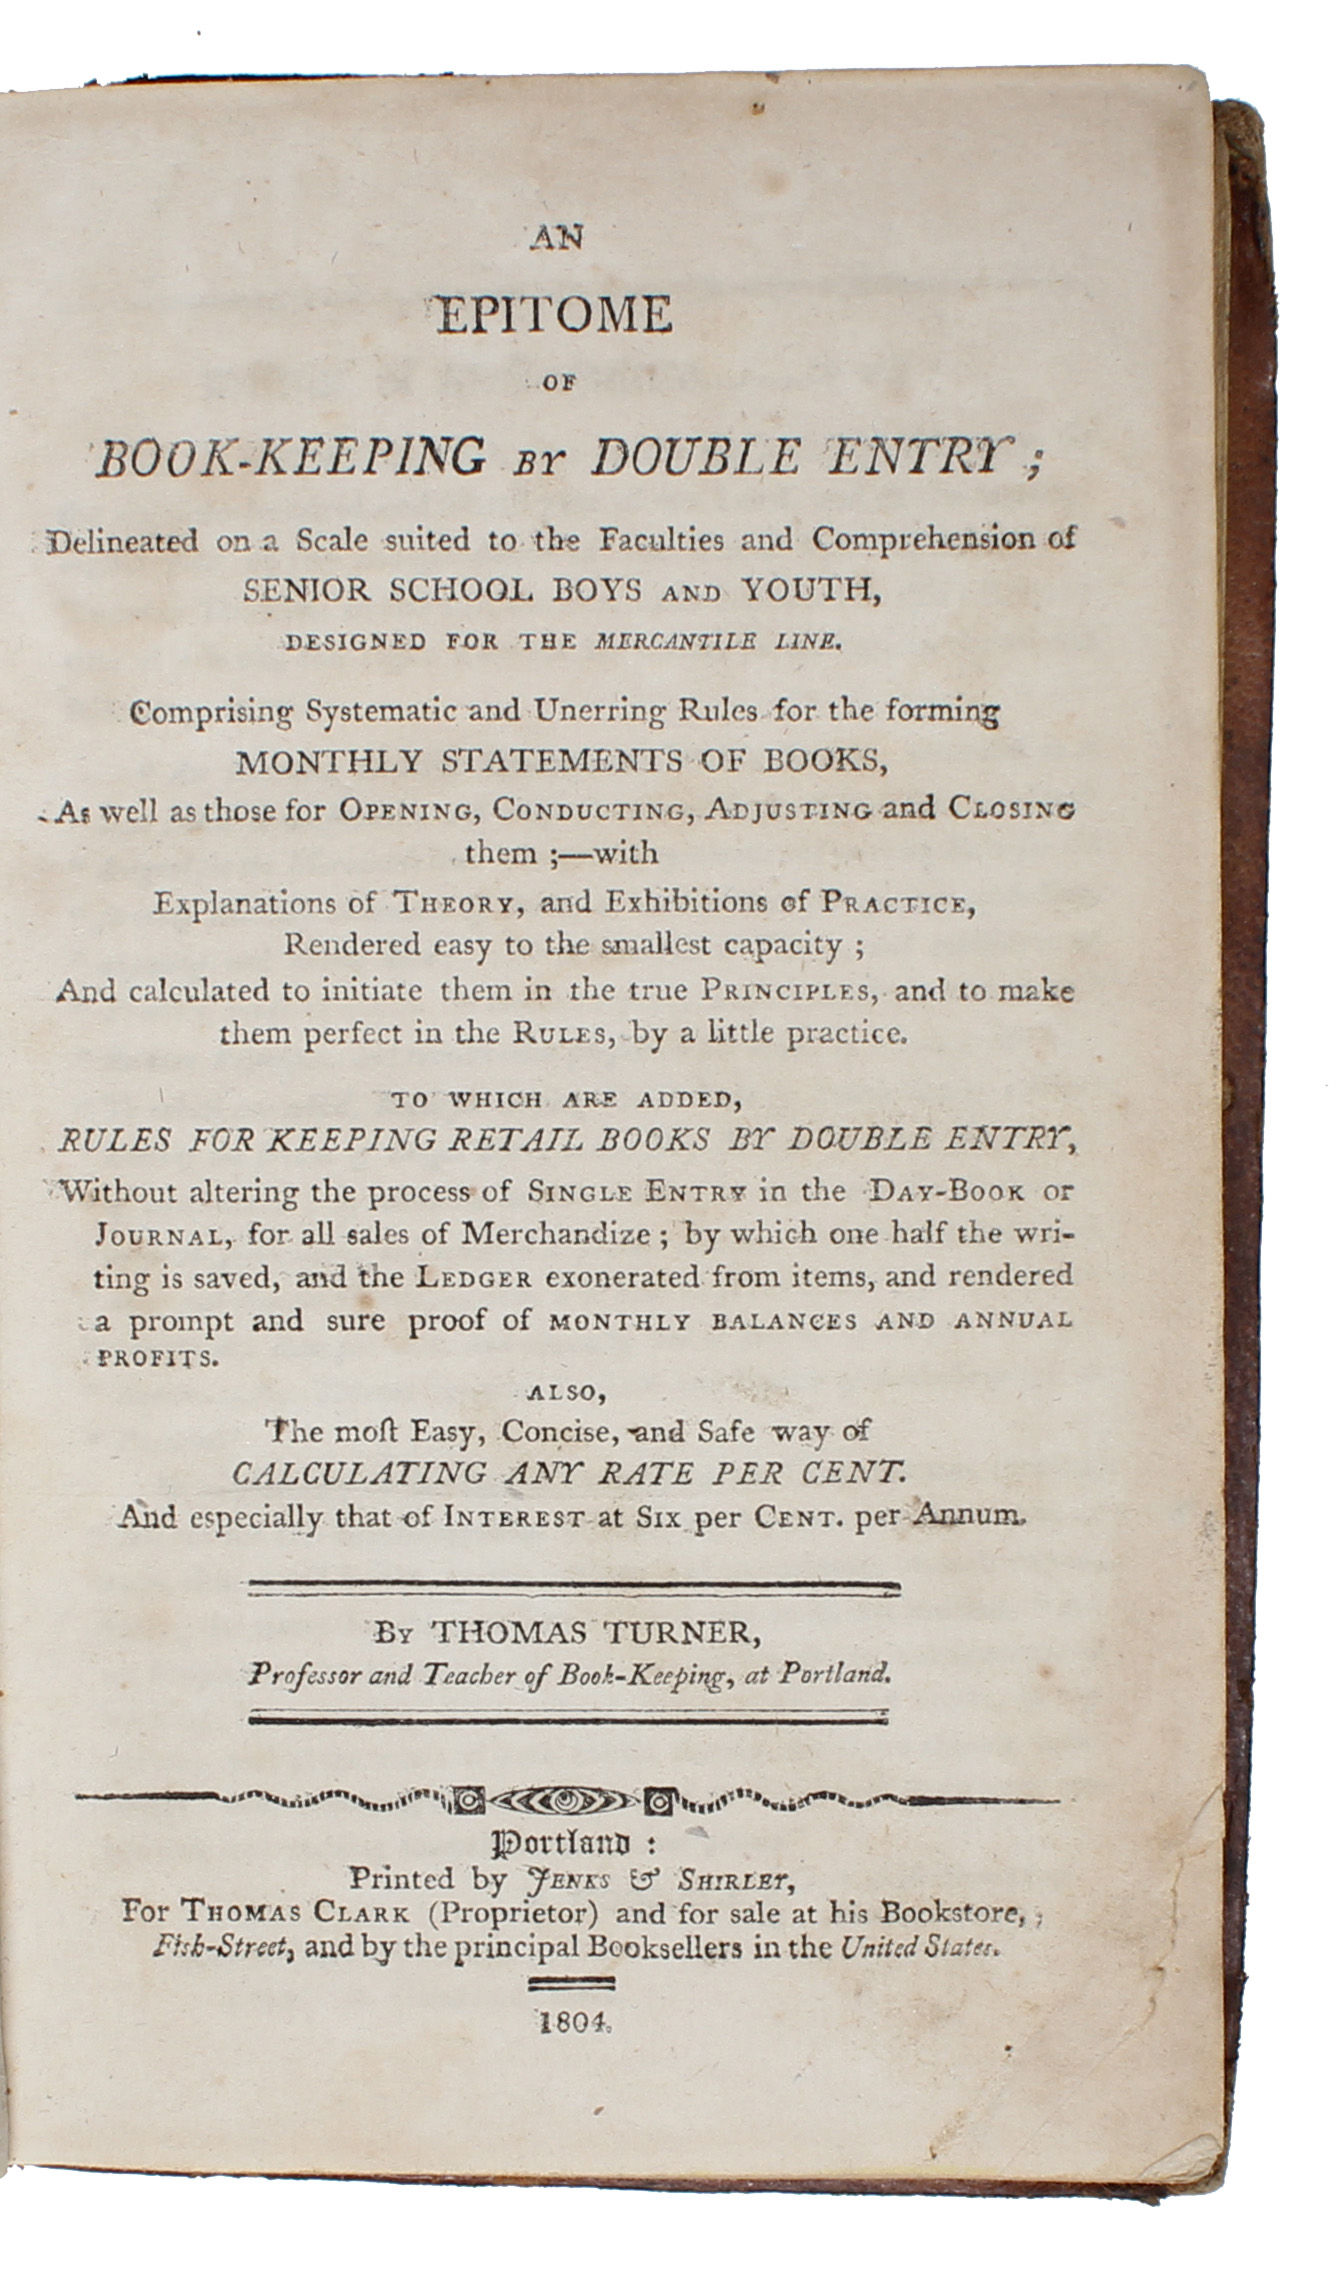 AN
EPITOME
OF
BOOK-KEEPING BY DOUBLE ENTRY;
Delineated on a Scale suited to the Faculties and Comprehension of
SENIOR SCHOOL BOYS AND YOUTH,
DESIGNED FOR THE MERCANTILE LINE.
Comprising Systematic and Unerring Rules for the forming
MONTHLY STATEMENTS OF BOOKS,
As well as those for OPENING, CONDUCTING, ADJUSTING and CLOSING
them ;—with
Explanations of THEORY, and Exhibitions of PRACTICE,
Rendered easy to the smallest capacity ;
And calculated to initiate them in the true PRINCIPLES, and to make
them perfect in the RULES, by a little practice.
TO WHICH ARE ADDED,
RULES FOR KEEPING RETAIL BOOKS BY DOUBLE ENTRY,
Without altering the process of SINGLE ENTRY in the DAY-BOOK or
JOURNAL, for all sales of Merchandize ; by which one half the wri-
ting is saved, and the LEDGER exonerated from items, and rendered
a prompt and sure proof of MONTHLY BALANCES AND ANNUAL
PROFITS.
ALSO,
The moſt Easy, Concise, and Safe way of
CALCULATING ANY RATE PER CENT.
And especially that of INTEREST at SIX per CENT. per Annum.
BY THOMAS TURNER,
Professor and Teacher of Book-Keeping, at Portland.
Portland :
Printed by JENKS & SHIRLEY,
For THOMAS CLARK (Proprietor) and for sale at his Bookstore,
Fish-Street, and by the principal Booksellers in the United States.
1804.